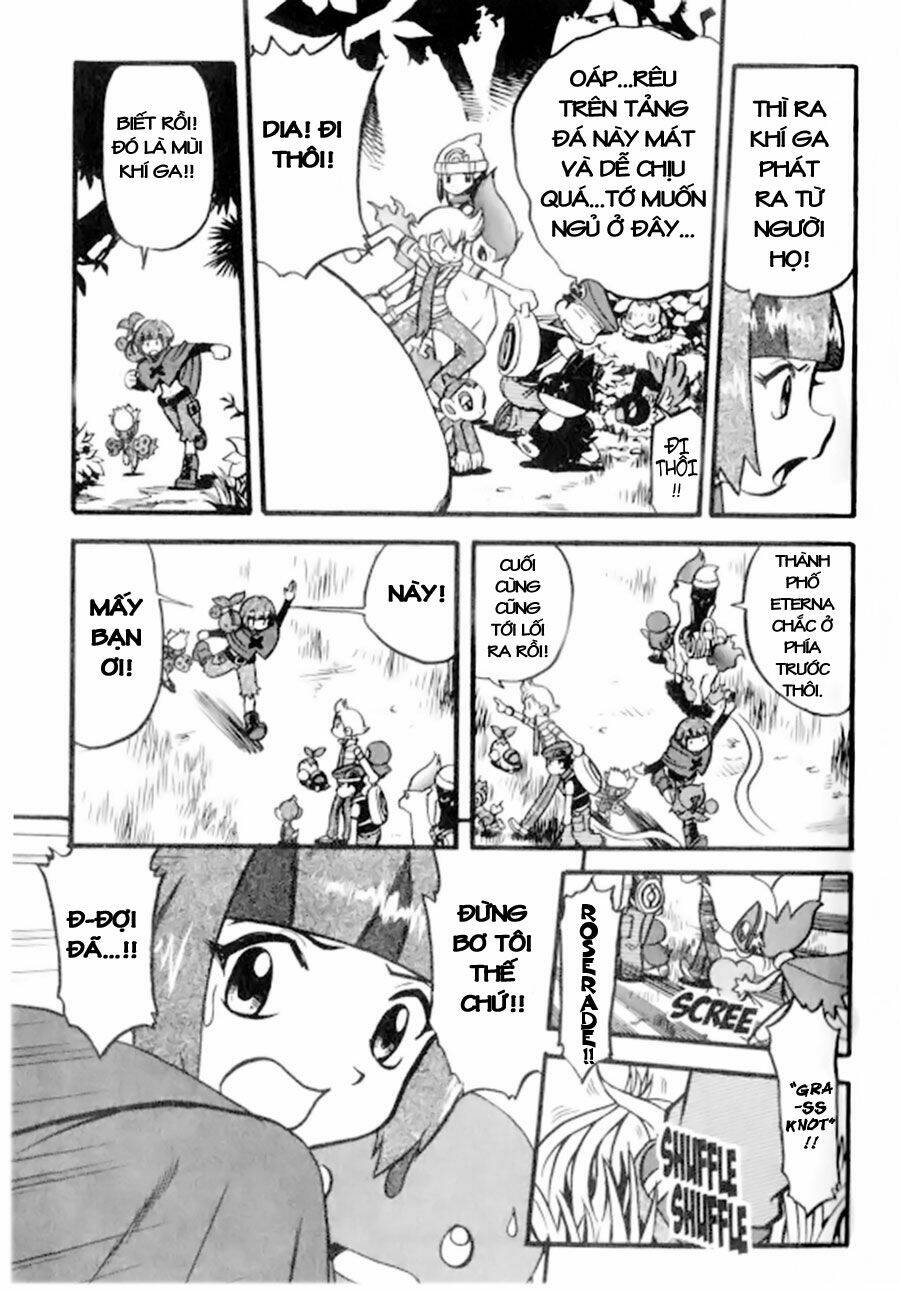 THÌ RA
KHÍ GA
PHÁT
RA TỪ
NGƯỜI
HỌ!
OÁP...RÊU
TRÊN TẢNG
ĐÁ NÀY MÁT
VÀ DỄ CHỊU
QUÁ...TỚ MUỐN
NGỦ Ở ĐÂY...
ĐI
THÔI
!!
DIA! ĐI
THÔI!
BIẾT RỒI!
ĐÓ LÀ MÙI
KHÍ GA!!
THÀNH
PHỐ
ETERNA
CHẮC Ở
PHÍA
TRƯỚC
THÔI.
CUỐI
CÙNG
CŨNG
TỚI LỐI
RA RỒI!
NÀY!
MẤY
BẠN
ƠI!
ROSERADE!!
SCREE
"GRA
-SS
KNOT"
!!
SHUFFLE
SHUFFLE
ĐỪNG
BƠ TÔI
THẾ
CHỨ!!
Đ-ĐỢI
ĐÃ...!!